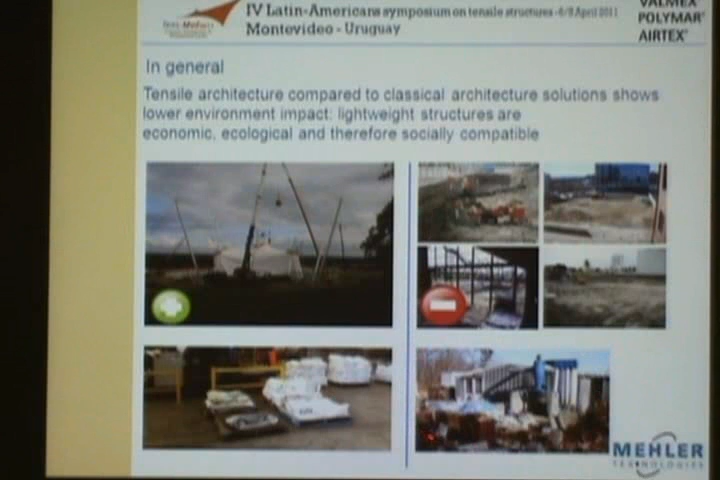 IV Latin-Americans symposium on tensile structures -6/8 April 2011
Montevideo - Uruguay
VALMEX
POLYMAR®
AIRTEX®
In general
Tensile architecture compared to classical architecture solutions shows
lower environment impact: lightweight structures are
economic, ecological and therefore socially compatible
MEHLER
TECHNOLOGIES